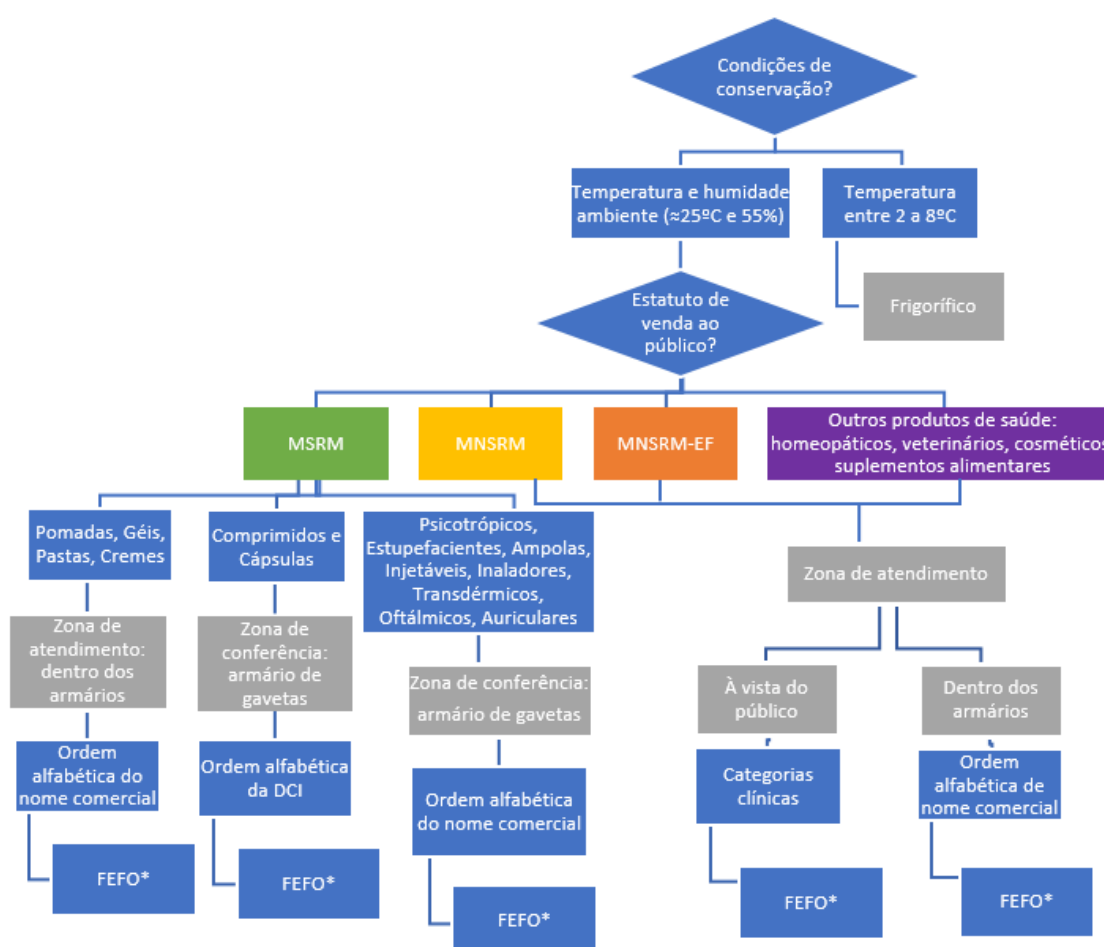 Condições de
conservação?
Temperatura e humidade
ambiente (≈25ºC e 55%)
Temperatura
entre 2 a 8ºC
Frigorífico
Estatuto de
venda ao
público?
MSRM
MNSRM
MNSRM-EF
Outros produtos de saúde:
homeopáticos, veterinários, cosméticos
suplementos alimentares
Pomadas, Géis,
Pastas, Cremes
Comprimidos e
Cápsulas
Psicotrópicos,
Estupefacientes, Ampolas,
Injetáveis, Inaladores,
Transdérmicos,
Oftálmicos, Auriculares
Zona de atendimento
Zona de
atendimento:
dentro dos
armários
Zona de
conferência:
armário de
gavetas
Zona de conferência:
armário de gavetas
À vista do
público
Dentro dos
armários
Ordem
alfabética do
nome comercial
Ordem alfabética
da DCI
Ordem alfabética
do nome comercial
Categorias
clínicas
Ordem
alfabética de
nome comercial
FEFO*
FEFO*
FEFO*
FEFO*
FEFO*